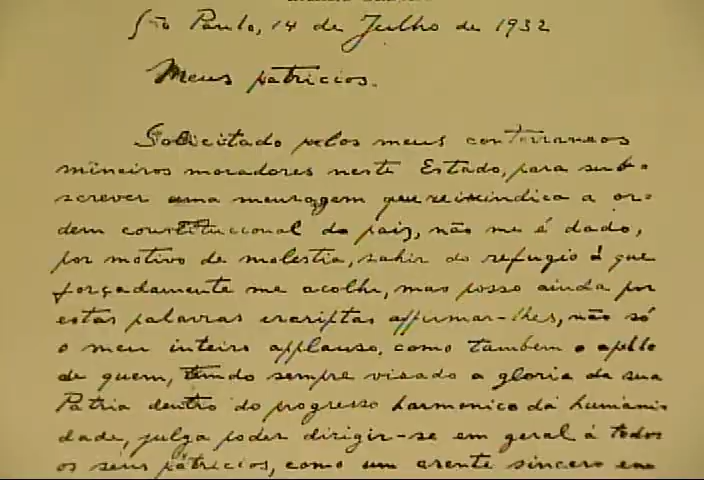 São Paulo, 14 de Julho de 1932
Meus patricios.
Solicitado pelos meus conterraneos
mineiros moradores neste Estado, para sub-
screver uma mensagem que reivindica a or-
dem constitucional do paiz, não me é dado,
por motivo de molestia, sahir do refugio á que
forçadamente me acolhi, mas posso ainda por
estas palavras escriptas affirmar-lhes, não só
o meu inteiro applauso, como tambem o apello
de quem, tendo sempre visado a gloria da sua
Patria dentro do progresso harmonico da humani-
dade, julga poder dirigir-se em geral á todos
os seus patricios, como um crente sincero em